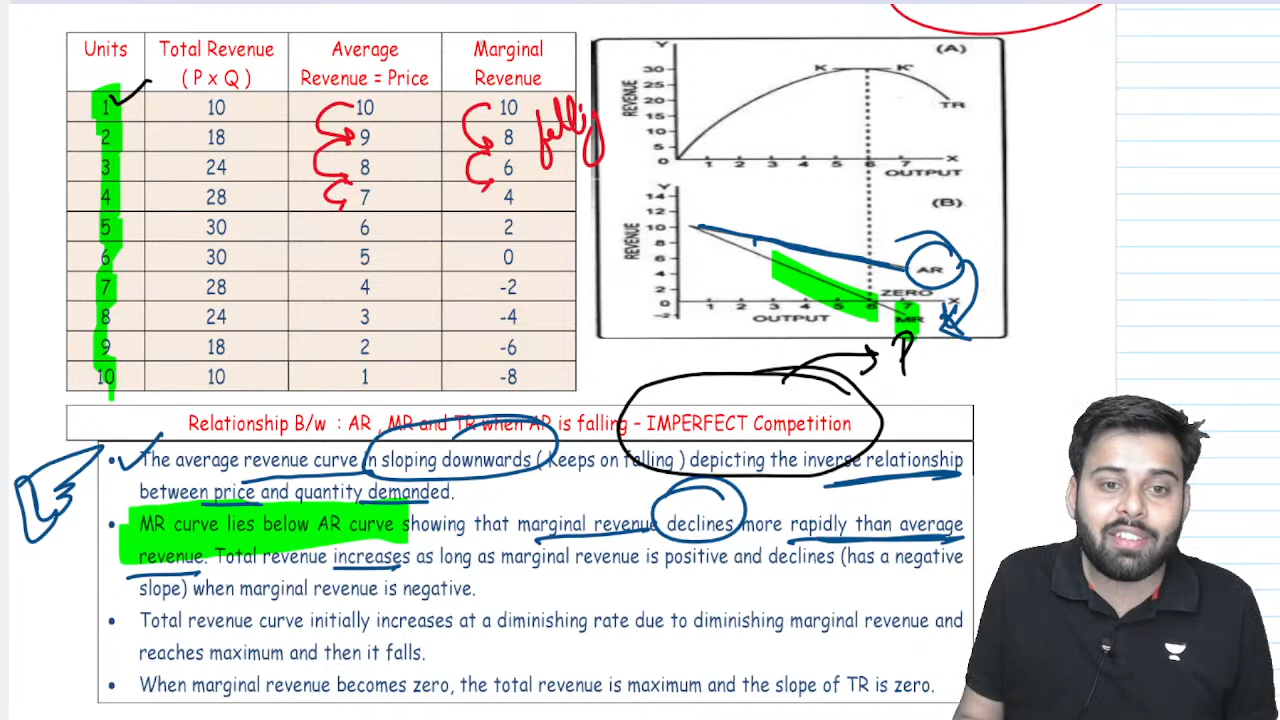 Units Total Revenue Average Marginal
( P x Q ) Revenue = Price Revenue
1 10 10 10
2 18 9 8
3 24 8 6
4 28 7 4
5 30 6 2
6 30 5 0
7 28 4 -2
8 24 3 -4
9 18 2 -6
10 10 1 -8
falling
Y (A)
30 K K'
25
20 TR
15
10
5
0 1 2 3 4 5 6 7 X
REVENUE
OUTPUT
Y
14 (B)
12
10
8
6
4 AR
2 ZERO
0 1 2 3 4 5 6 7 X
-2 OUTPUT MR
REVENUE
P
Relationship B/w : AR , MR and TR when AR is falling – IMPERFECT Competition
• The average revenue curve in sloping downwards ( Keeps on falling ) depicting the inverse relationship
between price and quantity demanded.
• MR curve lies below AR curve showing that marginal revenue declines more rapidly than average
revenue. Total revenue increases as long as marginal revenue is positive and declines (has a negative
slope) when marginal revenue is negative.
• Total revenue curve initially increases at a diminishing rate due to diminishing marginal revenue and
reaches maximum and then it falls.
• When marginal revenue becomes zero, the total revenue is maximum and the slope of TR is zero.